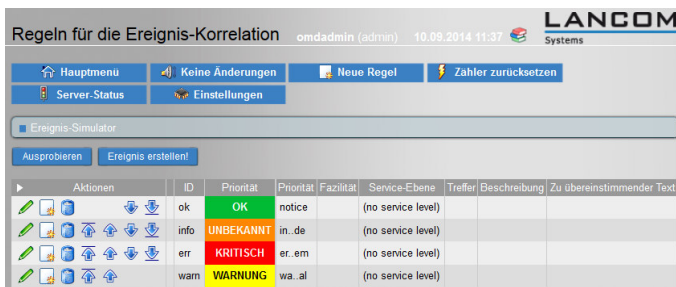 Regeln für die Ereignis-Korrelation omdadmin (admin) 10.09.2014 11:37 LANCOM
Systems
Hauptmenü Keine Änderungen Neue Regel Zähler zurücksetzen
Server-Status Einstellungen
Ereignis-Simulator
Ausprobieren Ereignis erstellen!
Aktionen ID Priorität Priorität Fazilität Service-Ebene Treffer Beschreibung Zu übereinstimmender Text
ok OK notice (no service level)
info UNBEKANNT in..de (no service level)
err KRITISCH er..em (no service level)
warn WARNUNG wa..al (no service level)